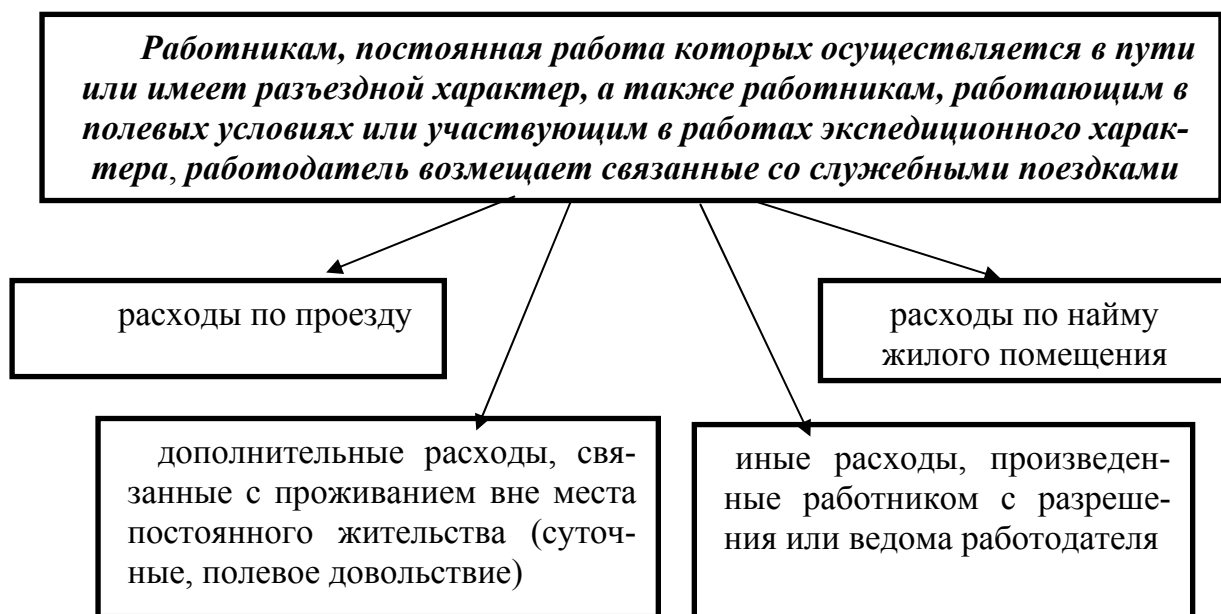 Работникам, постоянная работа которых осуществляется в пути
или имеет разъездной характер, а также работникам, работающим в
полевых условиях или участвующим в работах экспедиционного харак-
тера, работодатель возмещает связанные со служебными поездками
расходы по проезду
расходы по найму
жилого помещения
дополнительные расходы, свя-
занные с проживанием вне места
постоянного жительства (суточ-
ные, полевое довольствие)
иные расходы, произведен-
ные работником с разреше-
ния или ведома работодателя